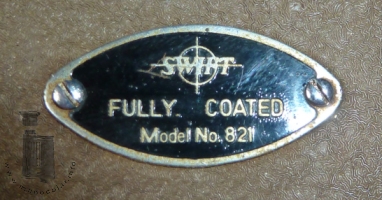 SWIFT
FULLY COATED
Model No. 821